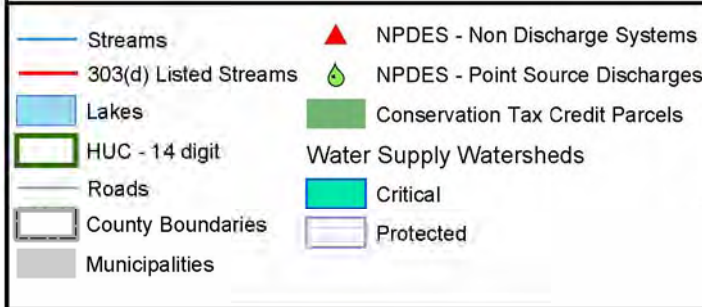 Streams
303(d) Listed Streams
Lakes
HUC - 14 digit
Roads
County Boundaries
Municipalities
NPDES - Non Discharge Systems
NPDES - Point Source Discharges
Conservation Tax Credit Parcels
Water Supply Watersheds
Critical
Protected